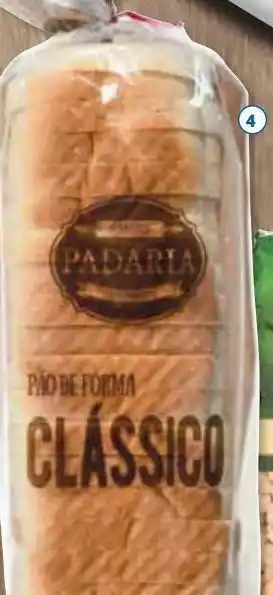 4
PADARIA
PÃO DE FORMA
CLÁSSICO